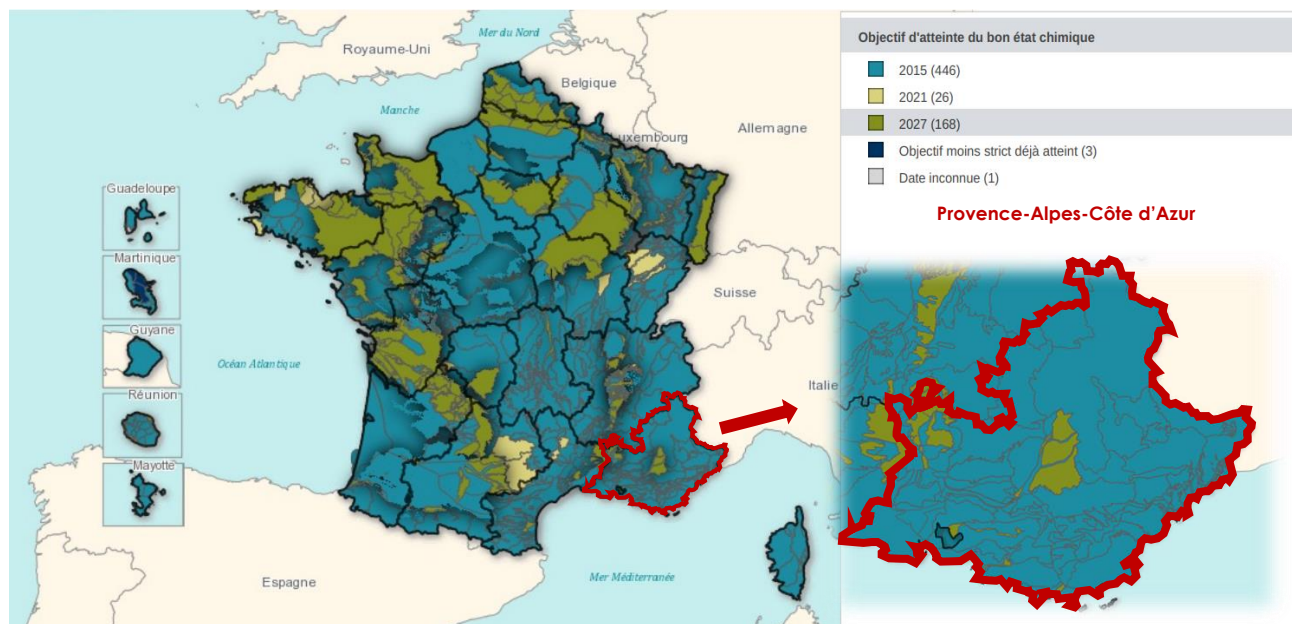 Mer du Nord
Royaume-Uni
Belgique
Manche
Luxembourg
Allemagne
Guadeloupe
Martinique
Suisse
Guyane
Océan Atlantique
Italie
Réunion
Mayotte
Mer Méditerranée
Espagne
Objectif d'atteinte du bon état chimique
2015 (446)
2021 (26)
2027 (168)
Objectif moins strict déjà atteint (3)
Date inconnue (1)
Provence-Alpes-Côte d'Azur